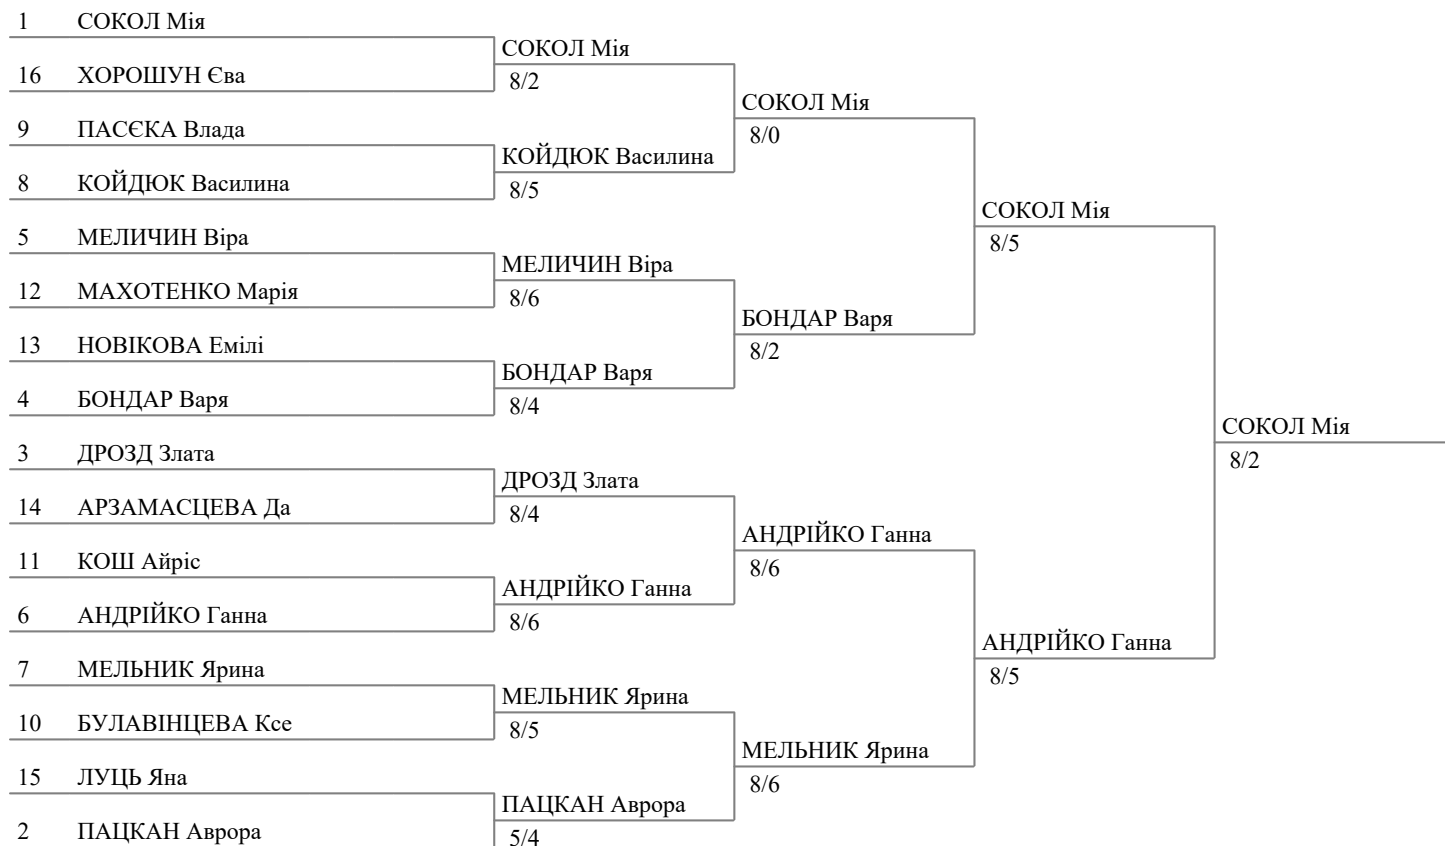 1 СОКОЛ Мія
16 ХОРОШУН Єва
9 ПАСЄКА Влада
8 КОЙДЮК Василина
5 МЕЛИЧИН Віра
12 МАХОТЕНКО Марія
13 НОВІКОВА Емілі
4 БОНДАР Варя
3 ДРОЗД Злата
14 АРЗАМАСЦЕВА Да
11 КОШ Айріс
6 АНДРІЙКО Ганна
7 МЕЛЬНИК Ярина
10 БУЛАВІНЦЕВА Ксе
15 ЛУЦЬ Яна
2 ПАЦКАН Аврора
СОКОЛ Мія
8/2
КОЙДЮК Василина
8/5
МЕЛИЧИН Віра
8/6
БОНДАР Варя
8/4
ДРОЗД Злата
8/4
АНДРІЙКО Ганна
8/6
МЕЛЬНИК Ярина
8/5
ПАЦКАН Аврора
5/4
СОКОЛ Мія
8/0
БОНДАР Варя
8/2
АНДРІЙКО Ганна
8/6
МЕЛЬНИК Ярина
8/6
СОКОЛ Мія
8/5
АНДРІЙКО Ганна
8/5
СОКОЛ Мія
8/2